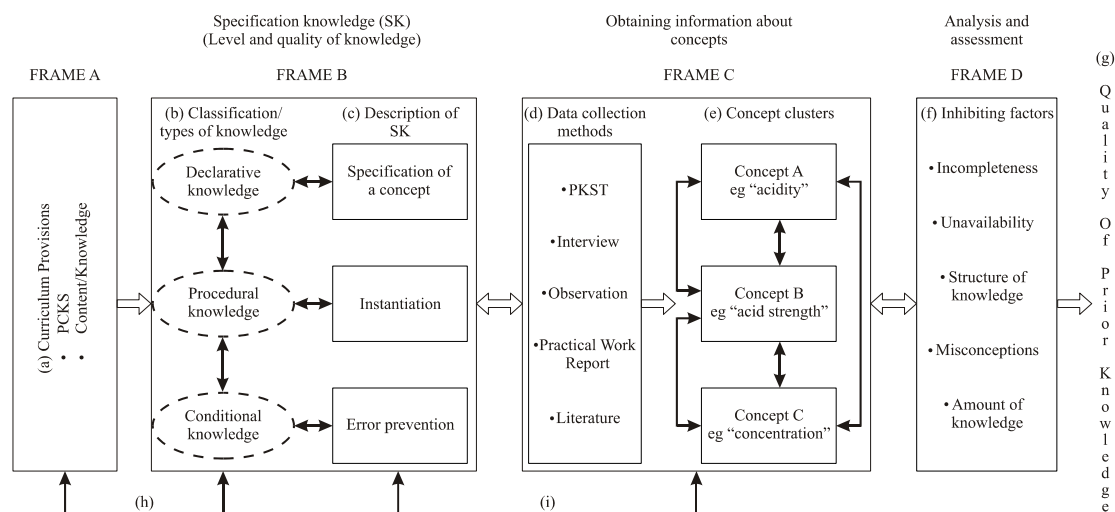 Specification knowledge (SK)
(Level and quality of knowledge)
Obtaining information about
concepts
Analysis and
assessment
FRAME A
FRAME B
FRAME C
FRAME D
(a) Curriculum Provisions
• PCKS
• Content/Knowledge
(b) Classification/
types of knowledge
Declarative
knowledge
Procedural
knowledge
Conditional
knowledge
(c) Description of
SK
Specification of
a concept
Instantiation
Error prevention
(d) Data collection
methods
•PKST
•Interview
•Observation
•Practical Work
Report
•Literature
(e) Concept clusters
Concept A
eg “acidity”
Concept B
eg “acid strength”
Concept C
eg “concentration”
(f) Inhibiting factors
•Incompleteness
•Unavailability
•Structure of
knowledge
•Misconceptions
•Amount of
knowledge
(g)
Quality Of Prior Knowledge
(h)
(i)